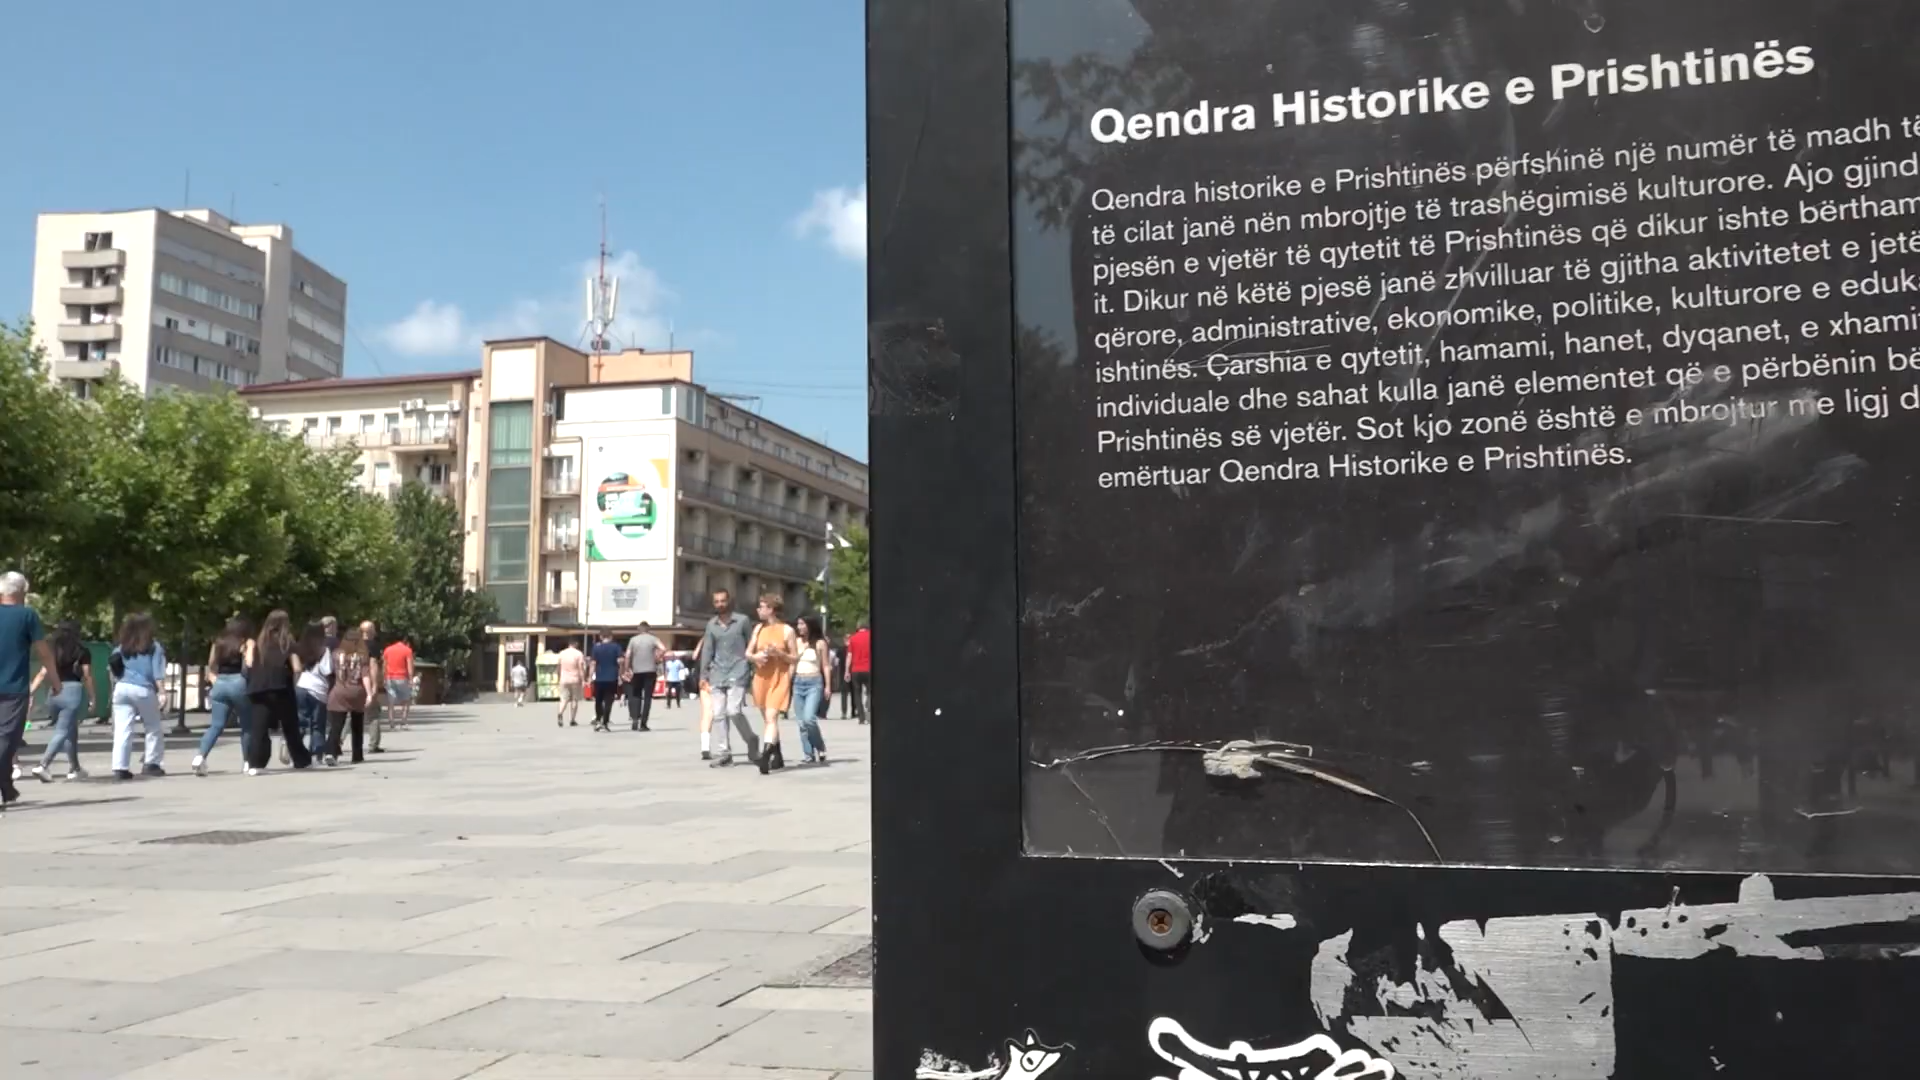 Qendra Historike e Prishtinës
Qendra historike e Prishtinës përfshinë një numër të madh të
të cilat janë nën mbrojtje të trashëgimisë kulturore. Ajo gjind
pjesën e vjetër të qytetit të Prishtinës që dikur ishte bërtham
it. Dikur në këtë pjesë janë zhvilluar të gjitha aktivitetet e jetë
qërore, administrative, ekonomike, politike, kulturore e eduk
ishtinës. Çarshia e qytetit, hamami, hanet, dyqanet, e xhami
individuale dhe sahat kulla janë elementet që e përbënin bë
Prishtinës së vjetër. Sot kjo zonë është e mbrojtur me ligj d
emërtuar Qendra Historike e Prishtinës.